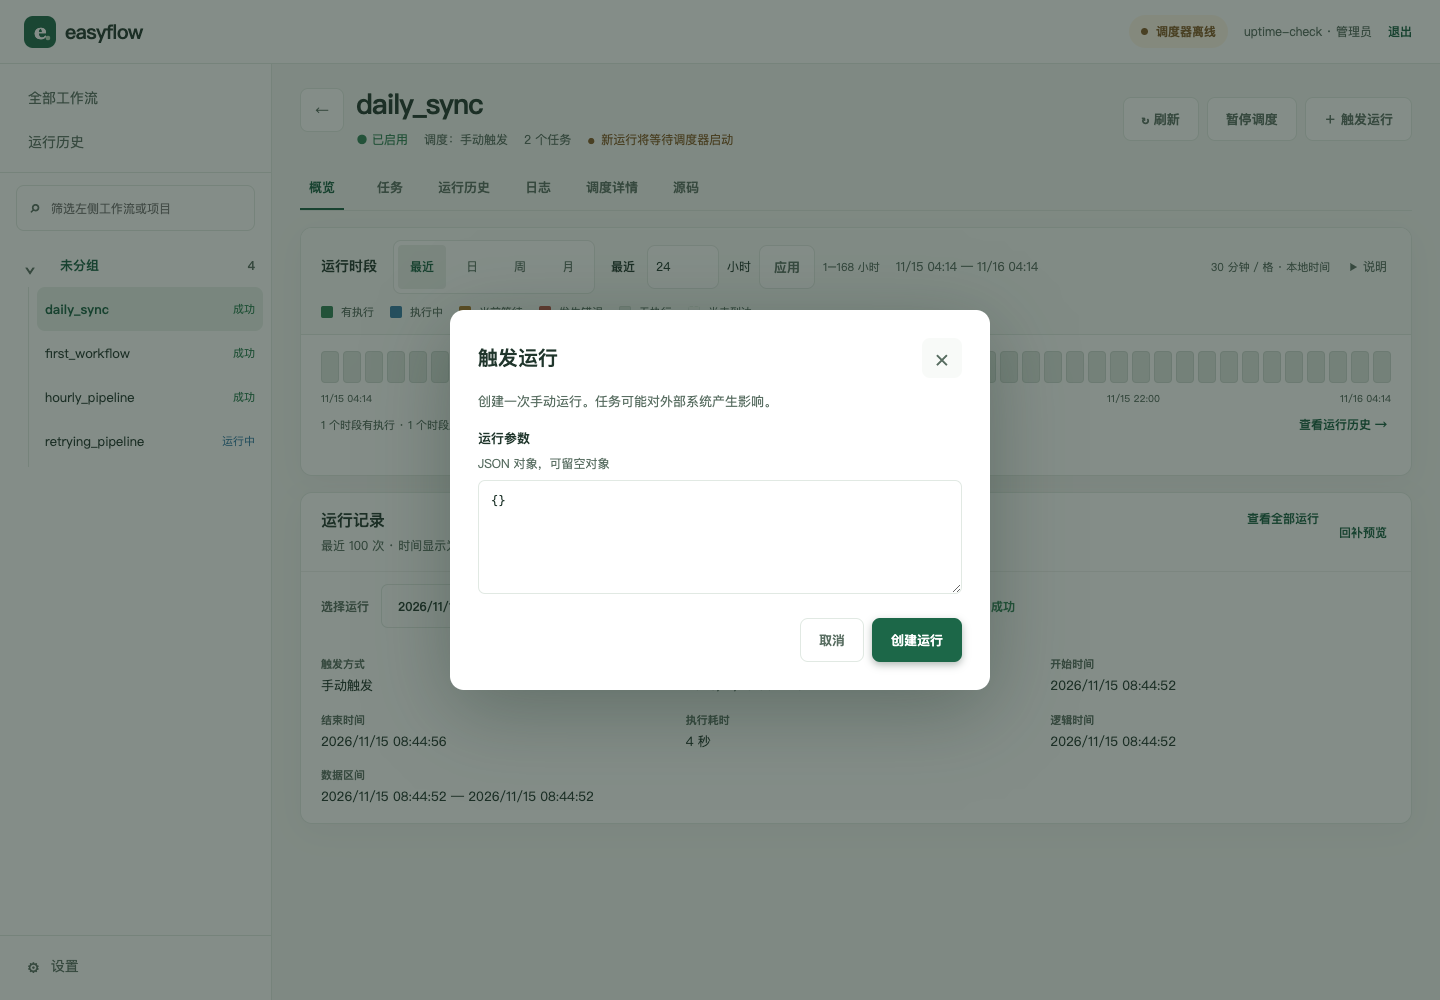 easyflow
调度器离线
uptime-check · 管理员
退出
全部工作流
运行历史
筛选左侧工作流或项目
未分组
4
daily_sync
成功
first_workflow
成功
hourly_pipeline
成功
retrying_pipeline
运行中
设置
daily_sync
已启用
调度：手动触发
2 个任务
新运行将等待调度器启动
刷新
暂停调度
+ 触发运行
概览
任务
运行历史
日志
调度详情
源码
运行时段
最近
日
周
月
最近
24
小时
应用
1—168 小时
11/15 04:14 — 11/16 04:14
30 分钟 / 格 · 本地时间
说明
有执行
执行中
11/15 04:14
11/15 22:00
11/16 04:14
1 个时段有执行 · 1 个时段
查看运行历史 →
触发运行
创建一次手动运行。任务可能对外部系统产生影响。
运行参数
JSON 对象，可留空对象
{}
取消
创建运行
运行记录
最近 100 次 · 时间显示
查看全部运行
回补预览
选择运行
2026/11/
成功
触发方式
手动触发
开始时间
2026/11/15 08:44:52
结束时间
2026/11/15 08:44:56
执行耗时
4 秒
逻辑时间
2026/11/15 08:44:52
数据区间
2026/11/15 08:44:52 — 2026/11/15 08:44:52